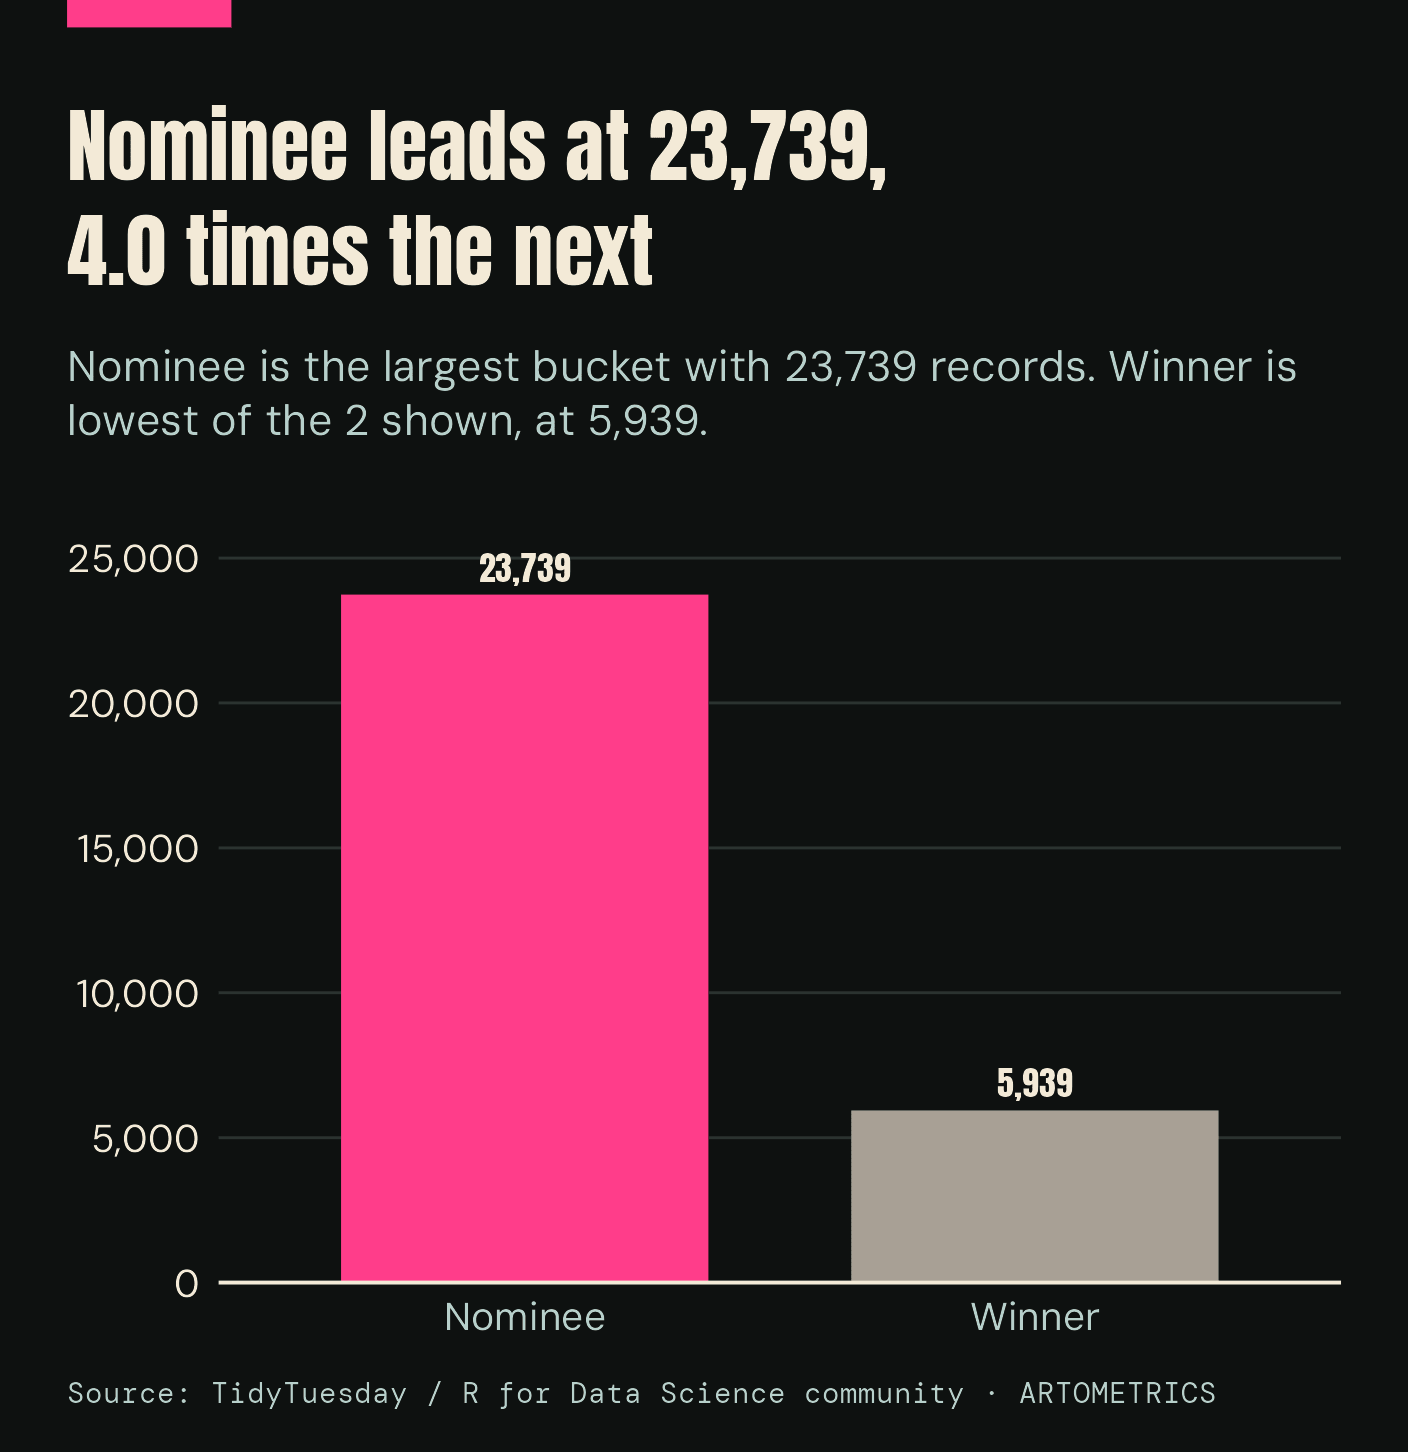 Nominee leads at 23,739,
4.0 times the next
Nominee is the largest bucket with 23,739 records. Winner is
lowest of the 2 shown, at 5,939.
25,000
23,739
20,000
15,000
10,000
5,939
5,000
0
Nominee Winner
Source: TidyTuesday / R for Data Science community · ARTOMETRICS